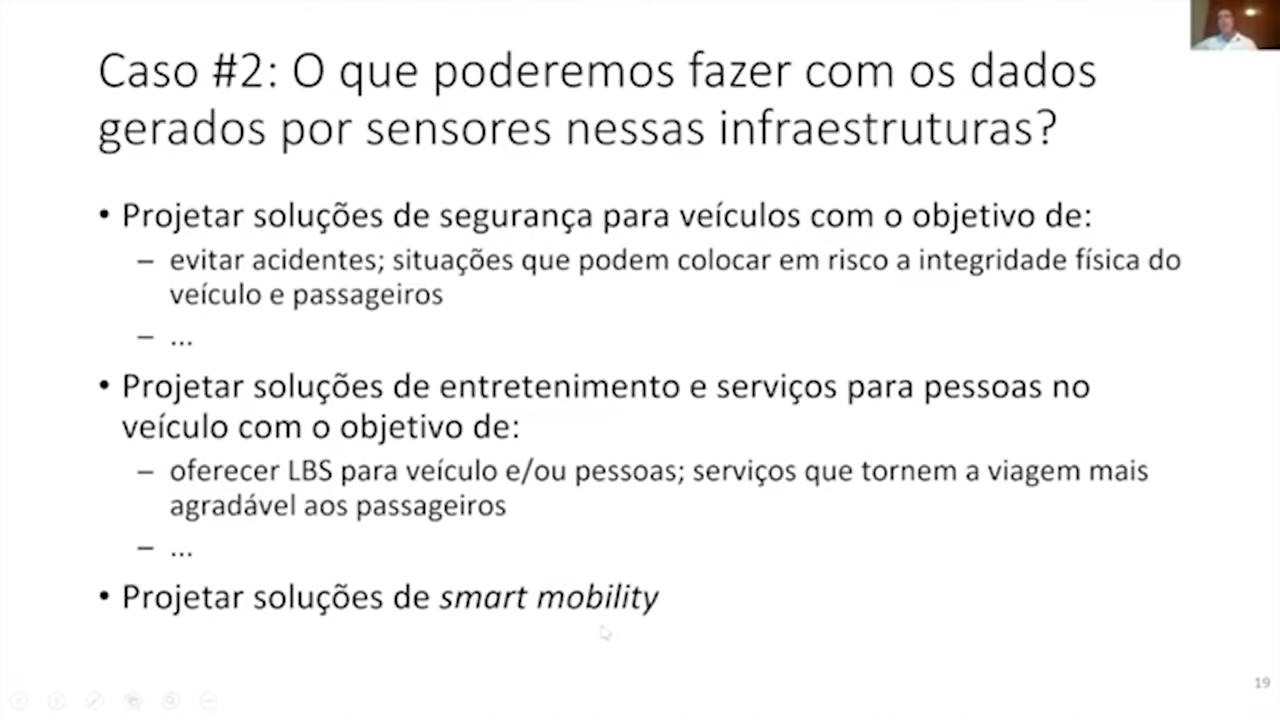 Caso #2: O que poderemos fazer com os dados
gerados por sensores nessas infraestruturas?
• Projetar soluções de segurança para veículos com o objetivo de:
– evitar acidentes; situações que podem colocar em risco a integridade física do
veículo e passageiros
– ...
• Projetar soluções de entretenimento e serviços para pessoas no
veículo com o objetivo de:
– oferecer LBS para veículo e/ou pessoas; serviços que tornem a viagem mais
agradável aos passageiros
– ...
• Projetar soluções de smart mobility
19